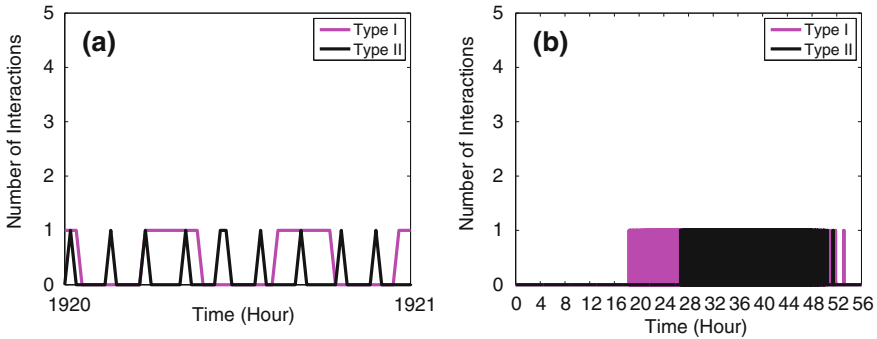 (a)
Type I
Type II
Number of Interactions
5
4
3
2
1
0
1920
1921
Time (Hour)
(b)
Type I
Type II
Number of Interactions
5
4
3
2
1
0
0 4 8 12 16 20 24 28 32 36 40 44 48 52 56
Time (Hour)